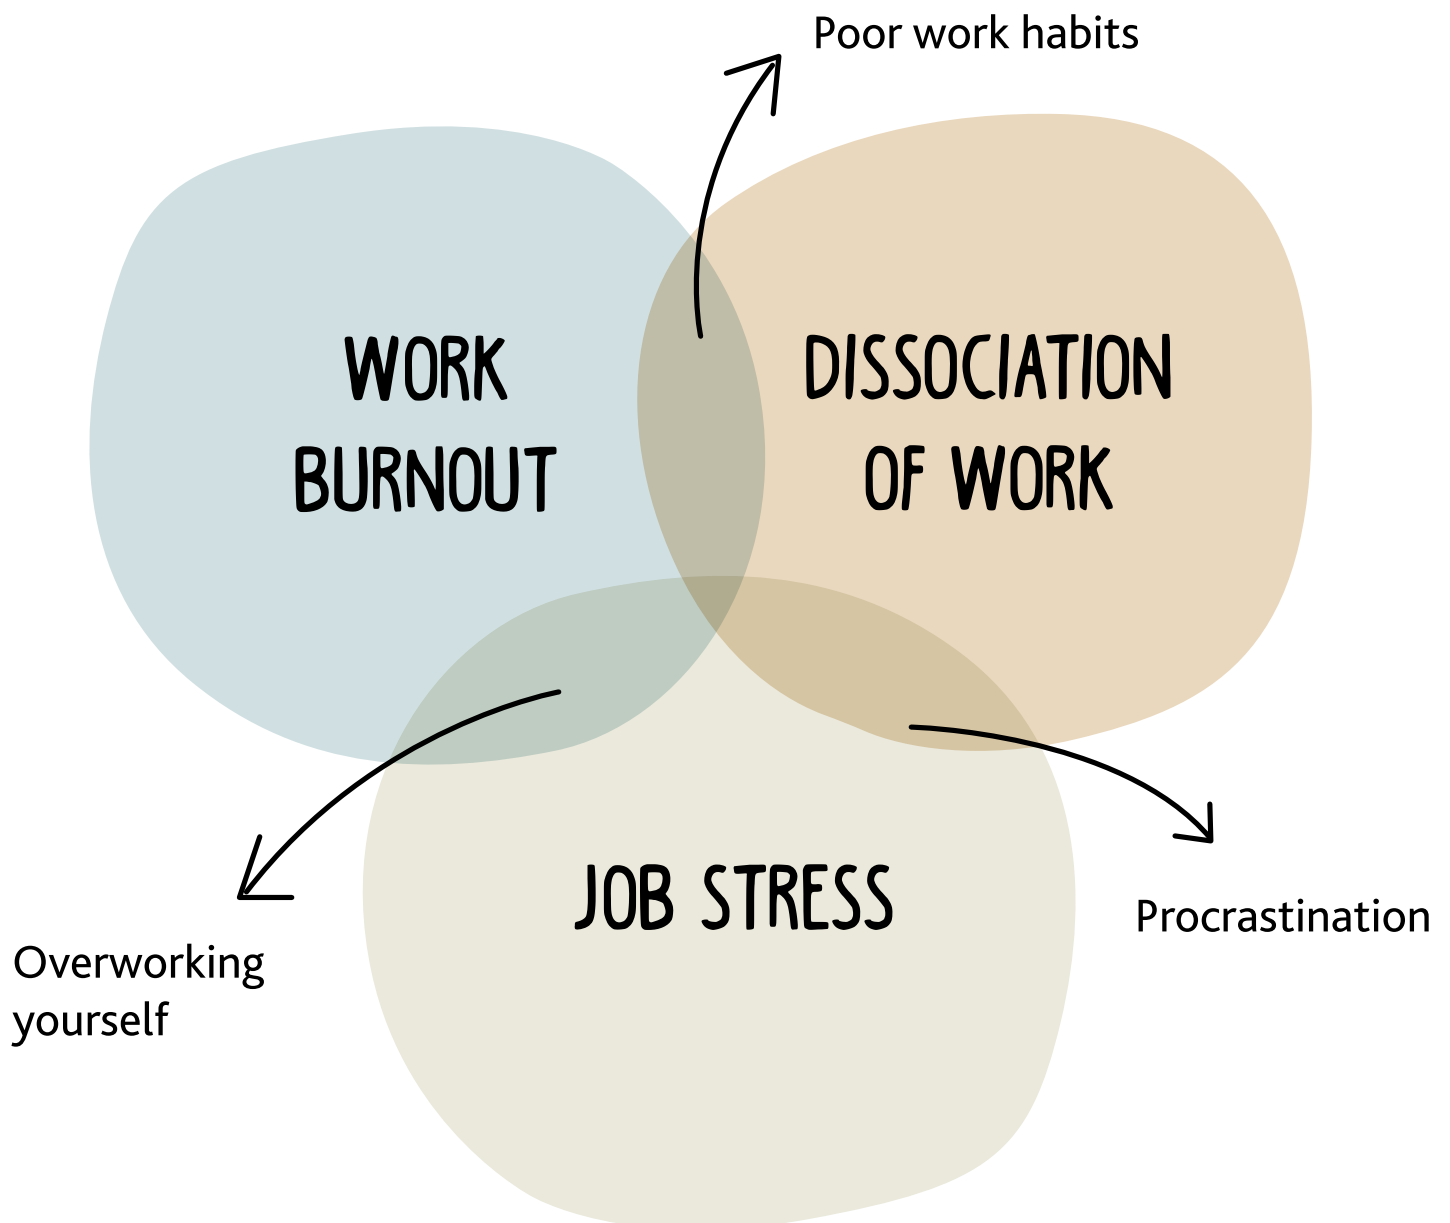 Poor work habits
WORK
BURNOUT
DISSOCIATION
OF WORK
JOB STRESS
Procrastination
Overworking
yourself